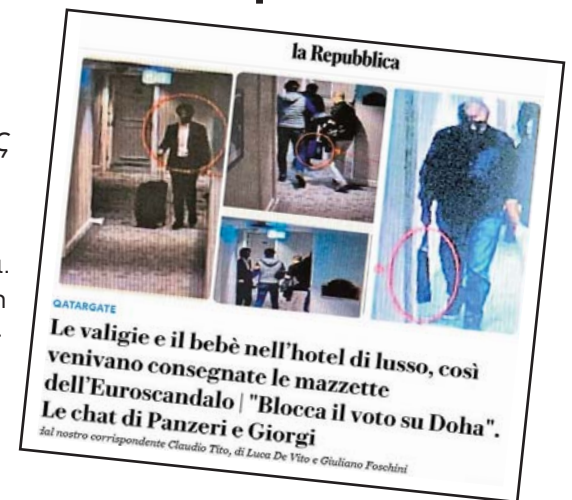 la Repubblica
QATARGATE
Le valigie e il bebè nell'hotel di lusso, così
venivano consegnate le mazzette
dell'Euroscandalo | "Blocca il voto su Doha".
Le chat di Panzeri e Giorgi
dal nostro corrispondente Claudio Tito, di Luca De Vito e Giuliano Foschini